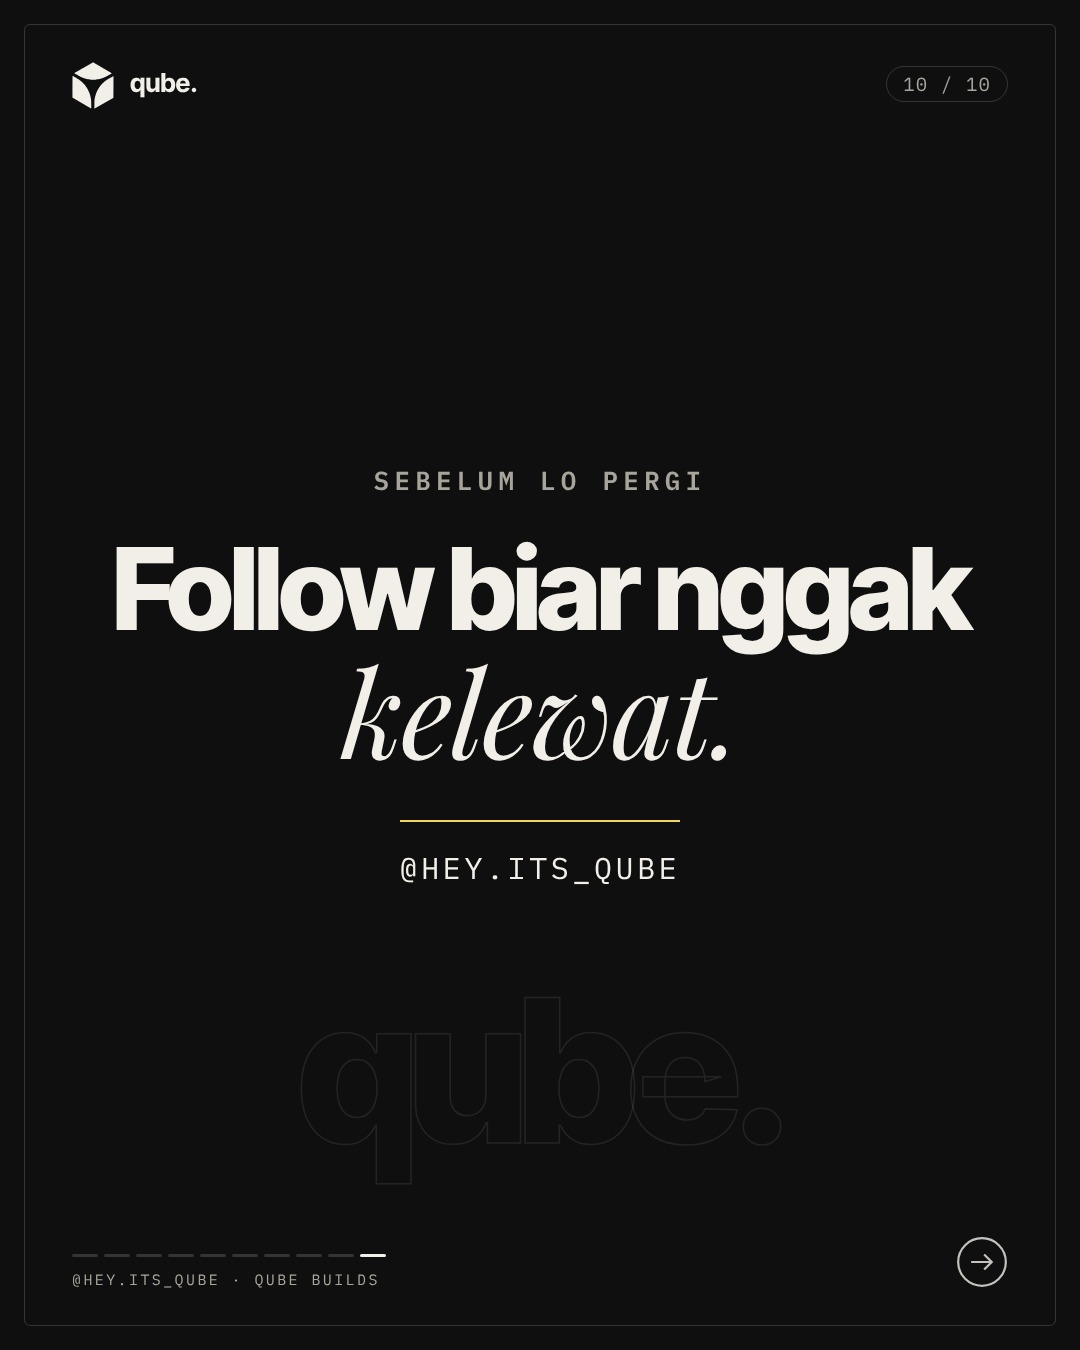 qube.
10 / 10
SEBELUM LO PERGI
Follow biar nggak
kelewat.
@HEY.ITS_QUBE
qube.
@HEY.ITS_QUBE · QUBE BUILDS